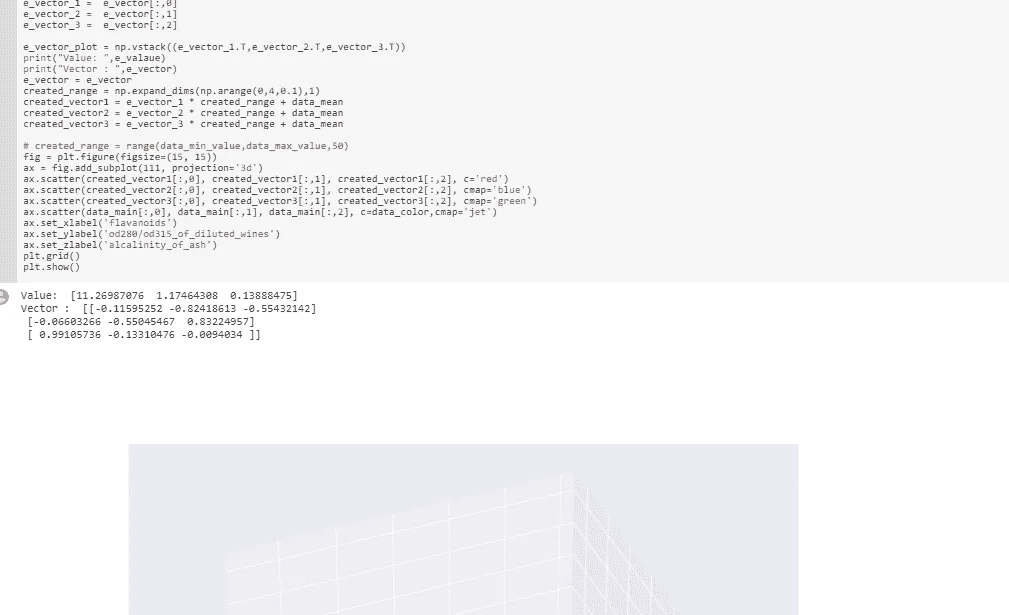 e_vector_1 =  e_vector[:,0]
e_vector_2 =  e_vector[:,1]
e_vector_3 =  e_vector[:,2]
e_vector_plot = np.vstack((e_vector_1.T,e_vector_2.T,e_vector_3.T))
print("Value: ",e_valaue)
print("Vector : ",e_vector)
e_vector = e_vector
created_range = np.expand_dims(np.arange(0,4,0.1),1)
created_vector1 = e_vector_1 * created_range + data_mean
created_vector2 = e_vector_2 * created_range + data_mean
created_vector3 = e_vector_3 * created_range + data_mean
# created_range = range(data_min_value,data_max_value,50)
fig = plt.figure(figsize=(15, 15))
ax = fig.add_subplot(111, projection='3d')
ax.scatter(created_vector1[:,0], created_vector1[:,1], created_vector1[:,2], c='red')
ax.scatter(created_vector2[:,0], created_vector2[:,1], created_vector2[:,2], cmap='blue')
ax.scatter(created_vector3[:,0], created_vector3[:,1], created_vector3[:,2], cmap='green')
ax.scatter(data_main[:,0], data_main[:,1], data_main[:,2], c=data_color,cmap='jet')
ax.set_xlabel('flavanoids')
ax.set_ylabel('od280/od315_of_diluted_wines')
ax.set_zlabel('alcalinity_of_ash')
plt.grid()
plt.show()
Value:  [11.26987076  1.17464308  0.13888475]
Vector :  [[-0.11595252 -0.82418613 -0.55432142]
 [-0.06603266 -0.55045467  0.83224957]
 [ 0.99105736 -0.13310476 -0.0094034 ]]